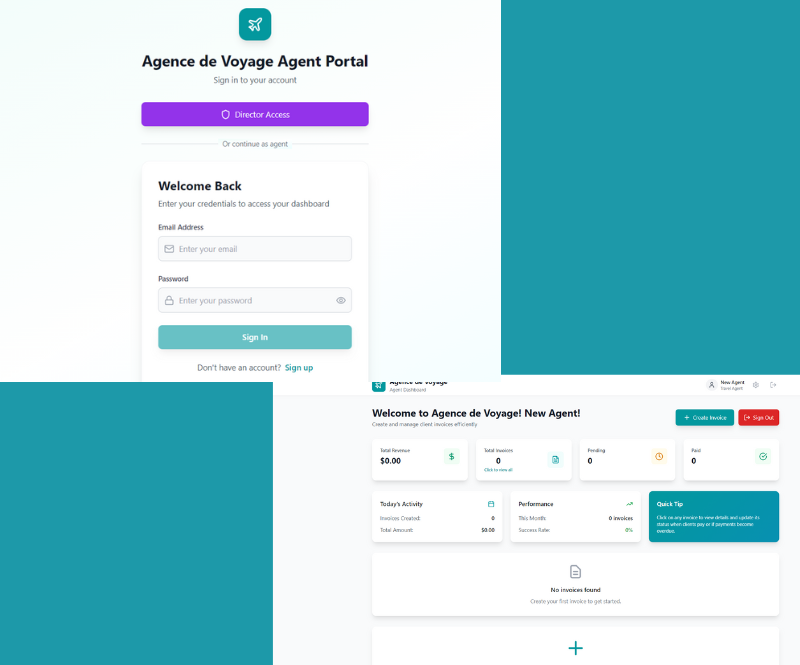 Agence de Voyage Agent Portal
Sign in to your account
Director Access
Or continue as agent
Welcome Back
Enter your credentials to access your dashboard
Email Address
Enter your email
Password
Enter your password
Sign In
Don't have an account? Sign up
Agence de Voyage
Agent Dashboard
New Agent
Travel Agent
Welcome to Agence de Voyage! New Agent!
Create and manage client invoices efficiently
Create Invoice
Sign Out
Total Revenue
$0.00
Total Invoices
0
Click to view all
Pending
0
Paid
0
Today's Activity
Invoices Created: 0
Total Amount: $0.00
Performance
This Month: 0 invoices
Success Rate: 0%
Quick Tip
Click on any invoice to view details and update its
status when clients pay or if payments become
overdue.
No invoices found
Create your first invoice to get started.